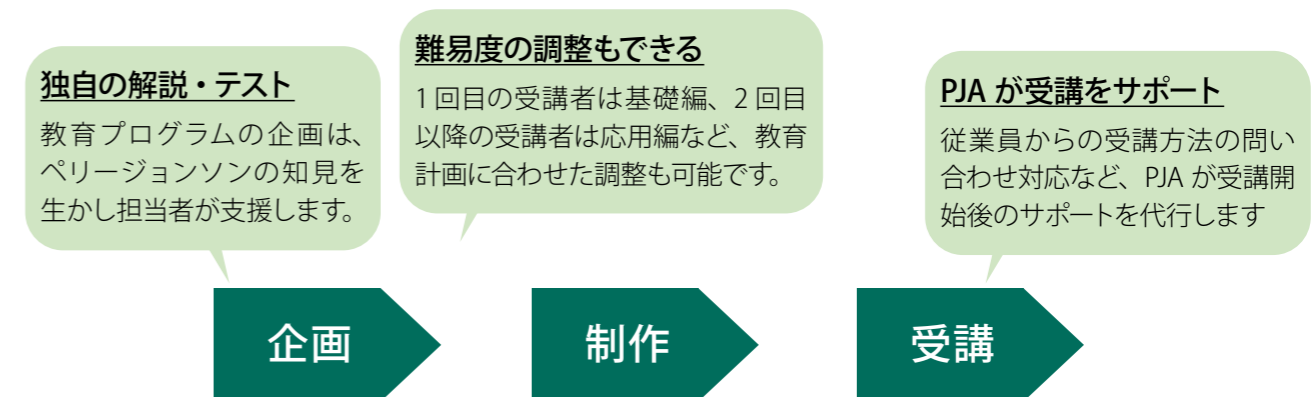 独自の解説・テスト
教育プログラムの企画は、
ペリージョンソンの知見を
生かし担当者が支援します。
難易度の調整もできる
1回目の受講者は基礎編、2回目
以降の受講者は応用編など、教育
計画に合わせた調整も可能です。
PJA が受講をサポート
従業員からの受講方法の問い
合わせ対応など、PJA が受講開
始後のサポートを代行します
企画
制作
受講